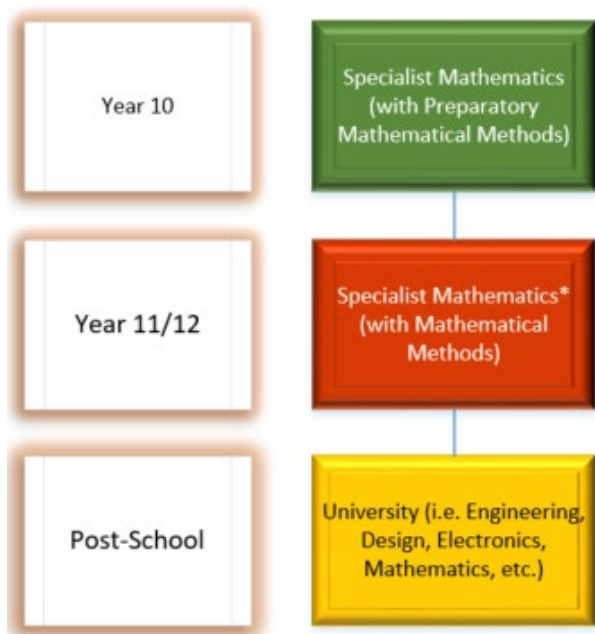 Year 10
Specialist Mathematics
(with Preparatory
Mathematical Methods)
Year 11/12
Specialist Mathematics*
(with Mathematical
Methods)
Post-School
University (i.e. Engineering,
Design, Electronics,
Mathematics, etc.)